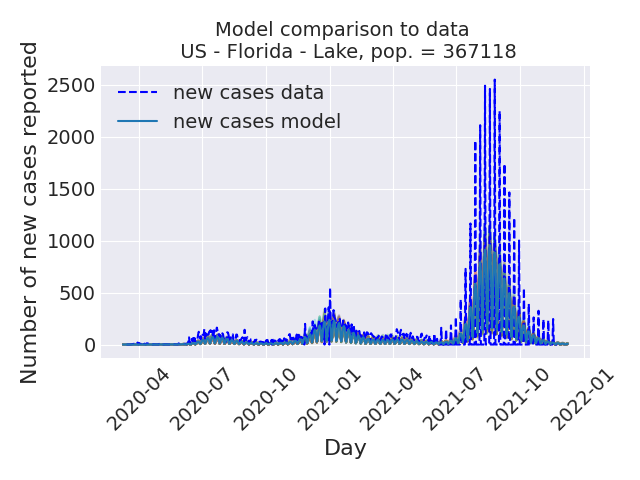 Model comparison to data
US - Florida - Lake, pop. = 367118
Number of new cases reported
2500
2000
1500
1000
500
0
new cases data
new cases model
2020-04
2020-07
2020-10
2021-01
2021-04
2021-07
2021-10
2022-01
Day